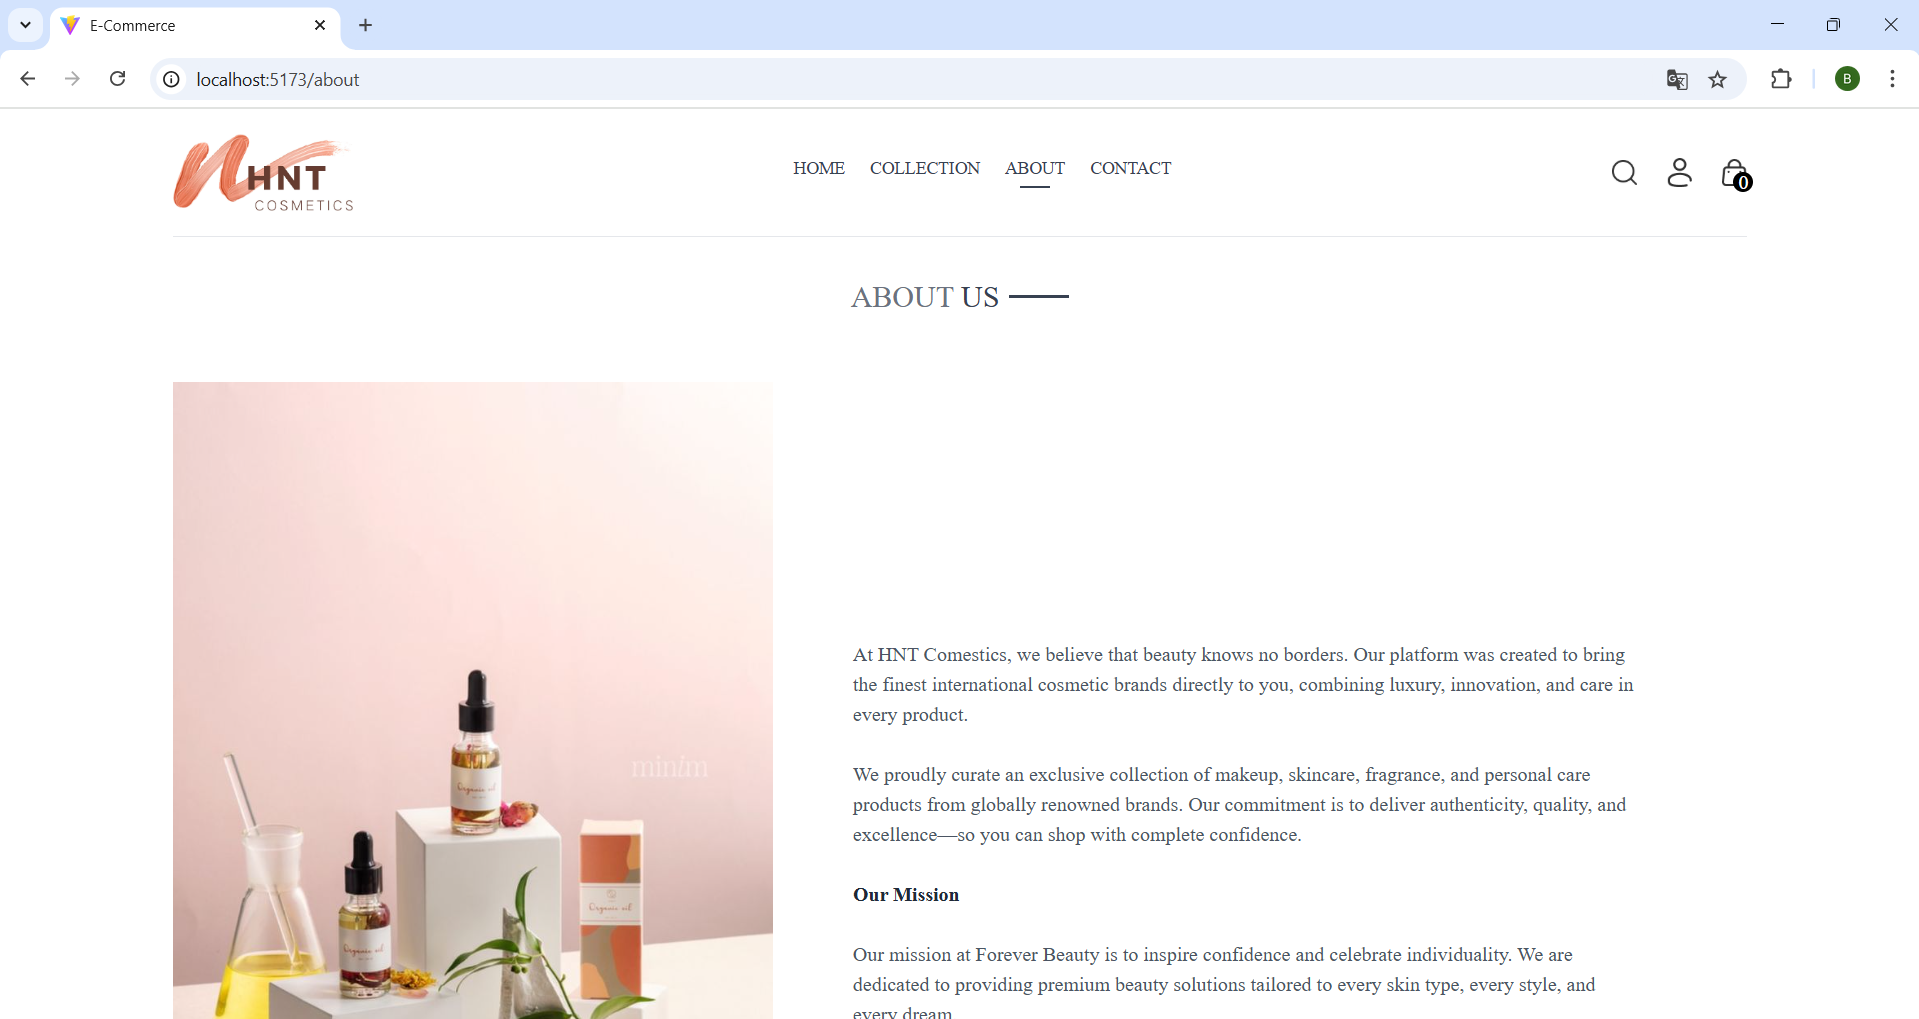 E-Commerce
localhost:5173/about
B
HNT
COSMETICS
HOME COLLECTION ABOUT CONTACT
0
ABOUT US
At HNT Comestics, we believe that beauty knows no borders. Our platform was created to bring
the finest international cosmetic brands directly to you, combining luxury, innovation, and care in
every product.
We proudly curate an exclusive collection of makeup, skincare, fragrance, and personal care
products from globally renowned brands. Our commitment is to deliver authenticity, quality, and
excellence—so you can shop with complete confidence.
Our Mission
Our mission at Forever Beauty is to inspire confidence and celebrate individuality. We are
dedicated to providing premium beauty solutions tailored to every skin type, every style, and
every dream
minim
Organic oil
Organic oil
Organic oil